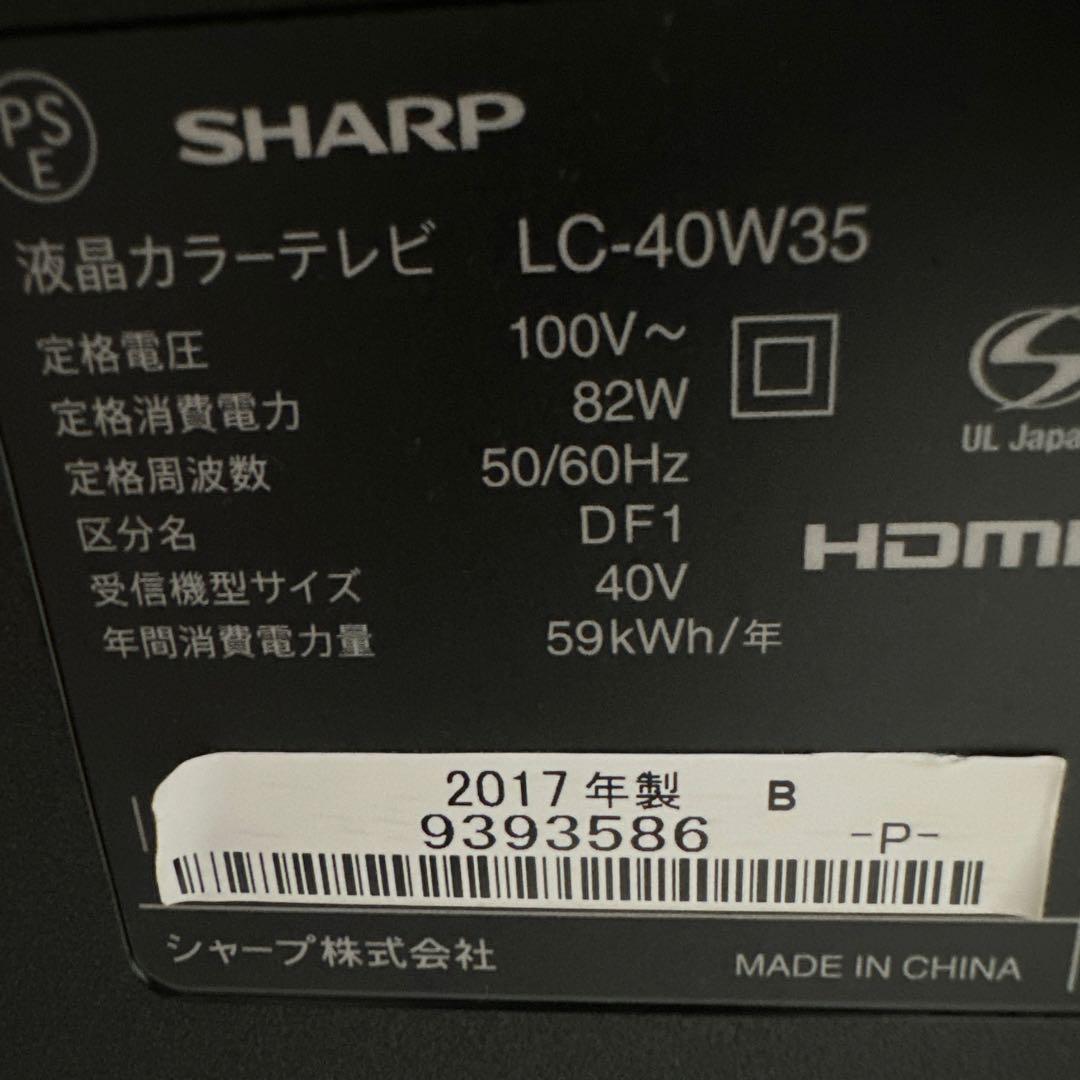 PS
E
SHARP
液晶カラーテレビ LC-40W35
定格電圧 100V～
定格消費電力 82W
定格周波数 50/60Hz
区分名 DF1
受信機型サイズ 40V
年間消費電力量 59kWh/年
UL Japa
HDMI
2017年製 B
9393586 -P-
シャープ株式会社
MADE IN CHINA